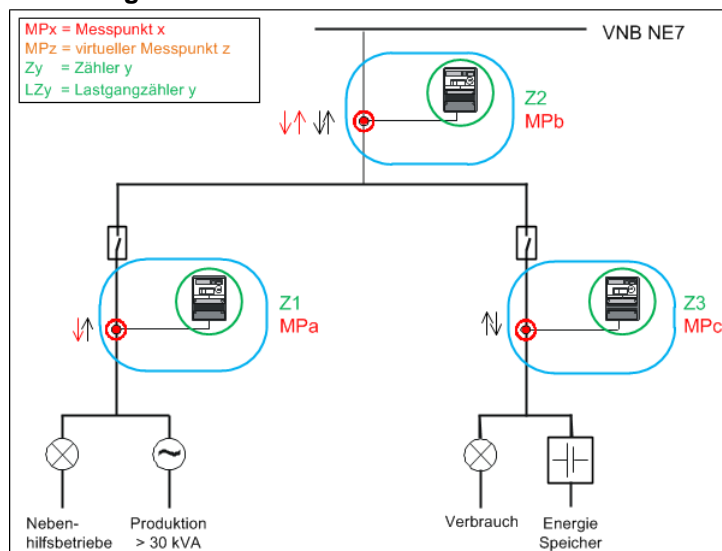 MPx = Messpunkt x
MPz = virtueller Messpunkt z
Zy = Zähler y
LZy = Lastgangzähler y
VNB NE7
Z2
MPb
Z1
MPa
Z3
MPc
Neben-
hilfsbetriebe
Produktion
> 30 kVA
Verbrauch
Energie
Speicher